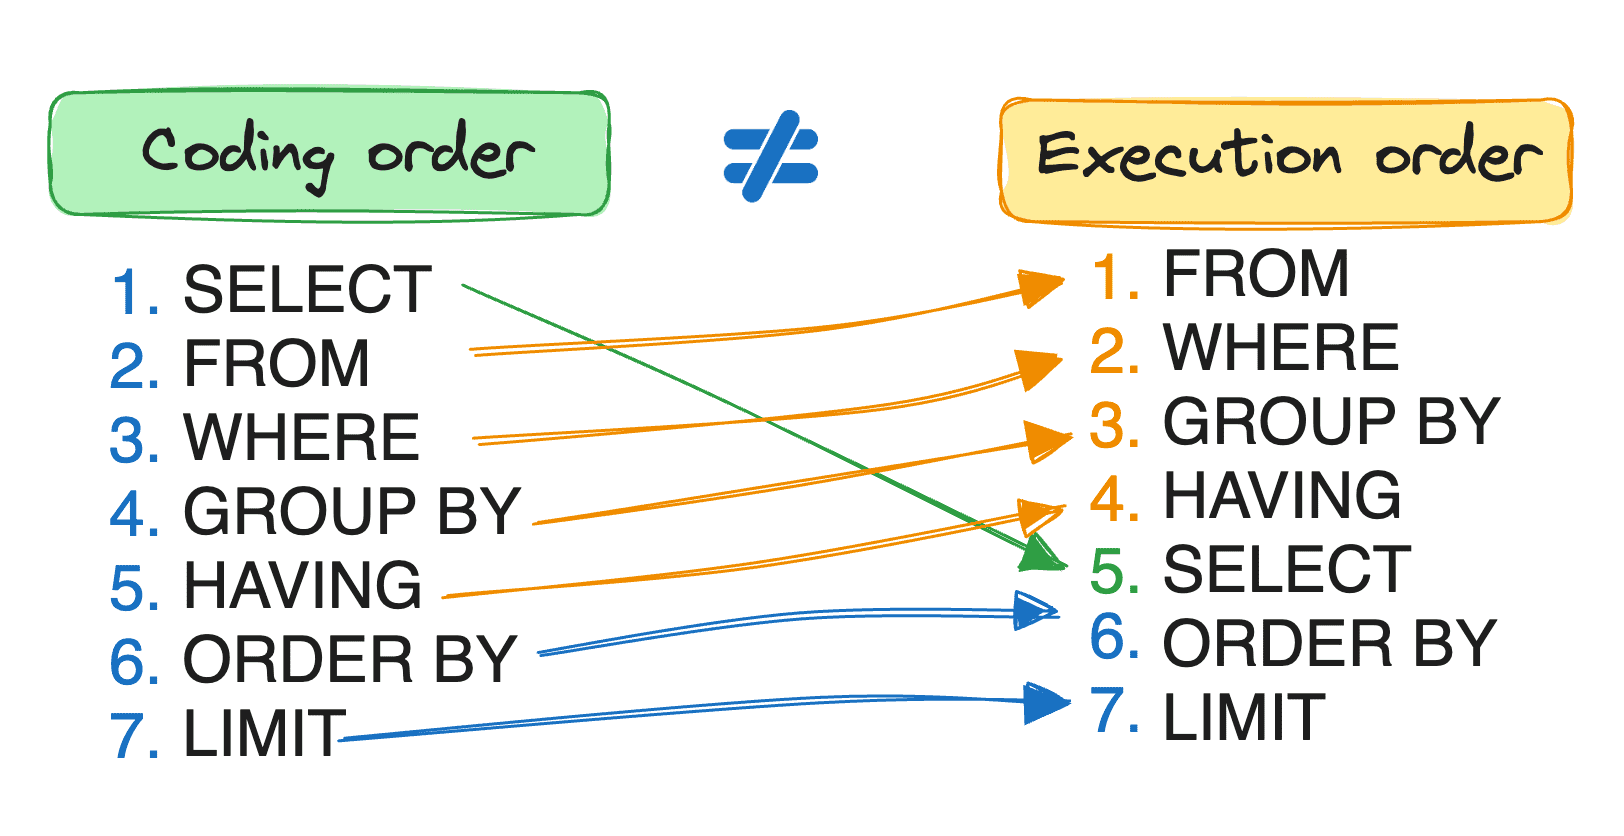 Coding order
≠
Execution order
1. SELECT
2. FROM
3. WHERE
4. GROUP BY
5. HAVING
6. ORDER BY
7. LIMIT
1. FROM
2. WHERE
3. GROUP BY
4. HAVING
5. SELECT
6. ORDER BY
7. LIMIT